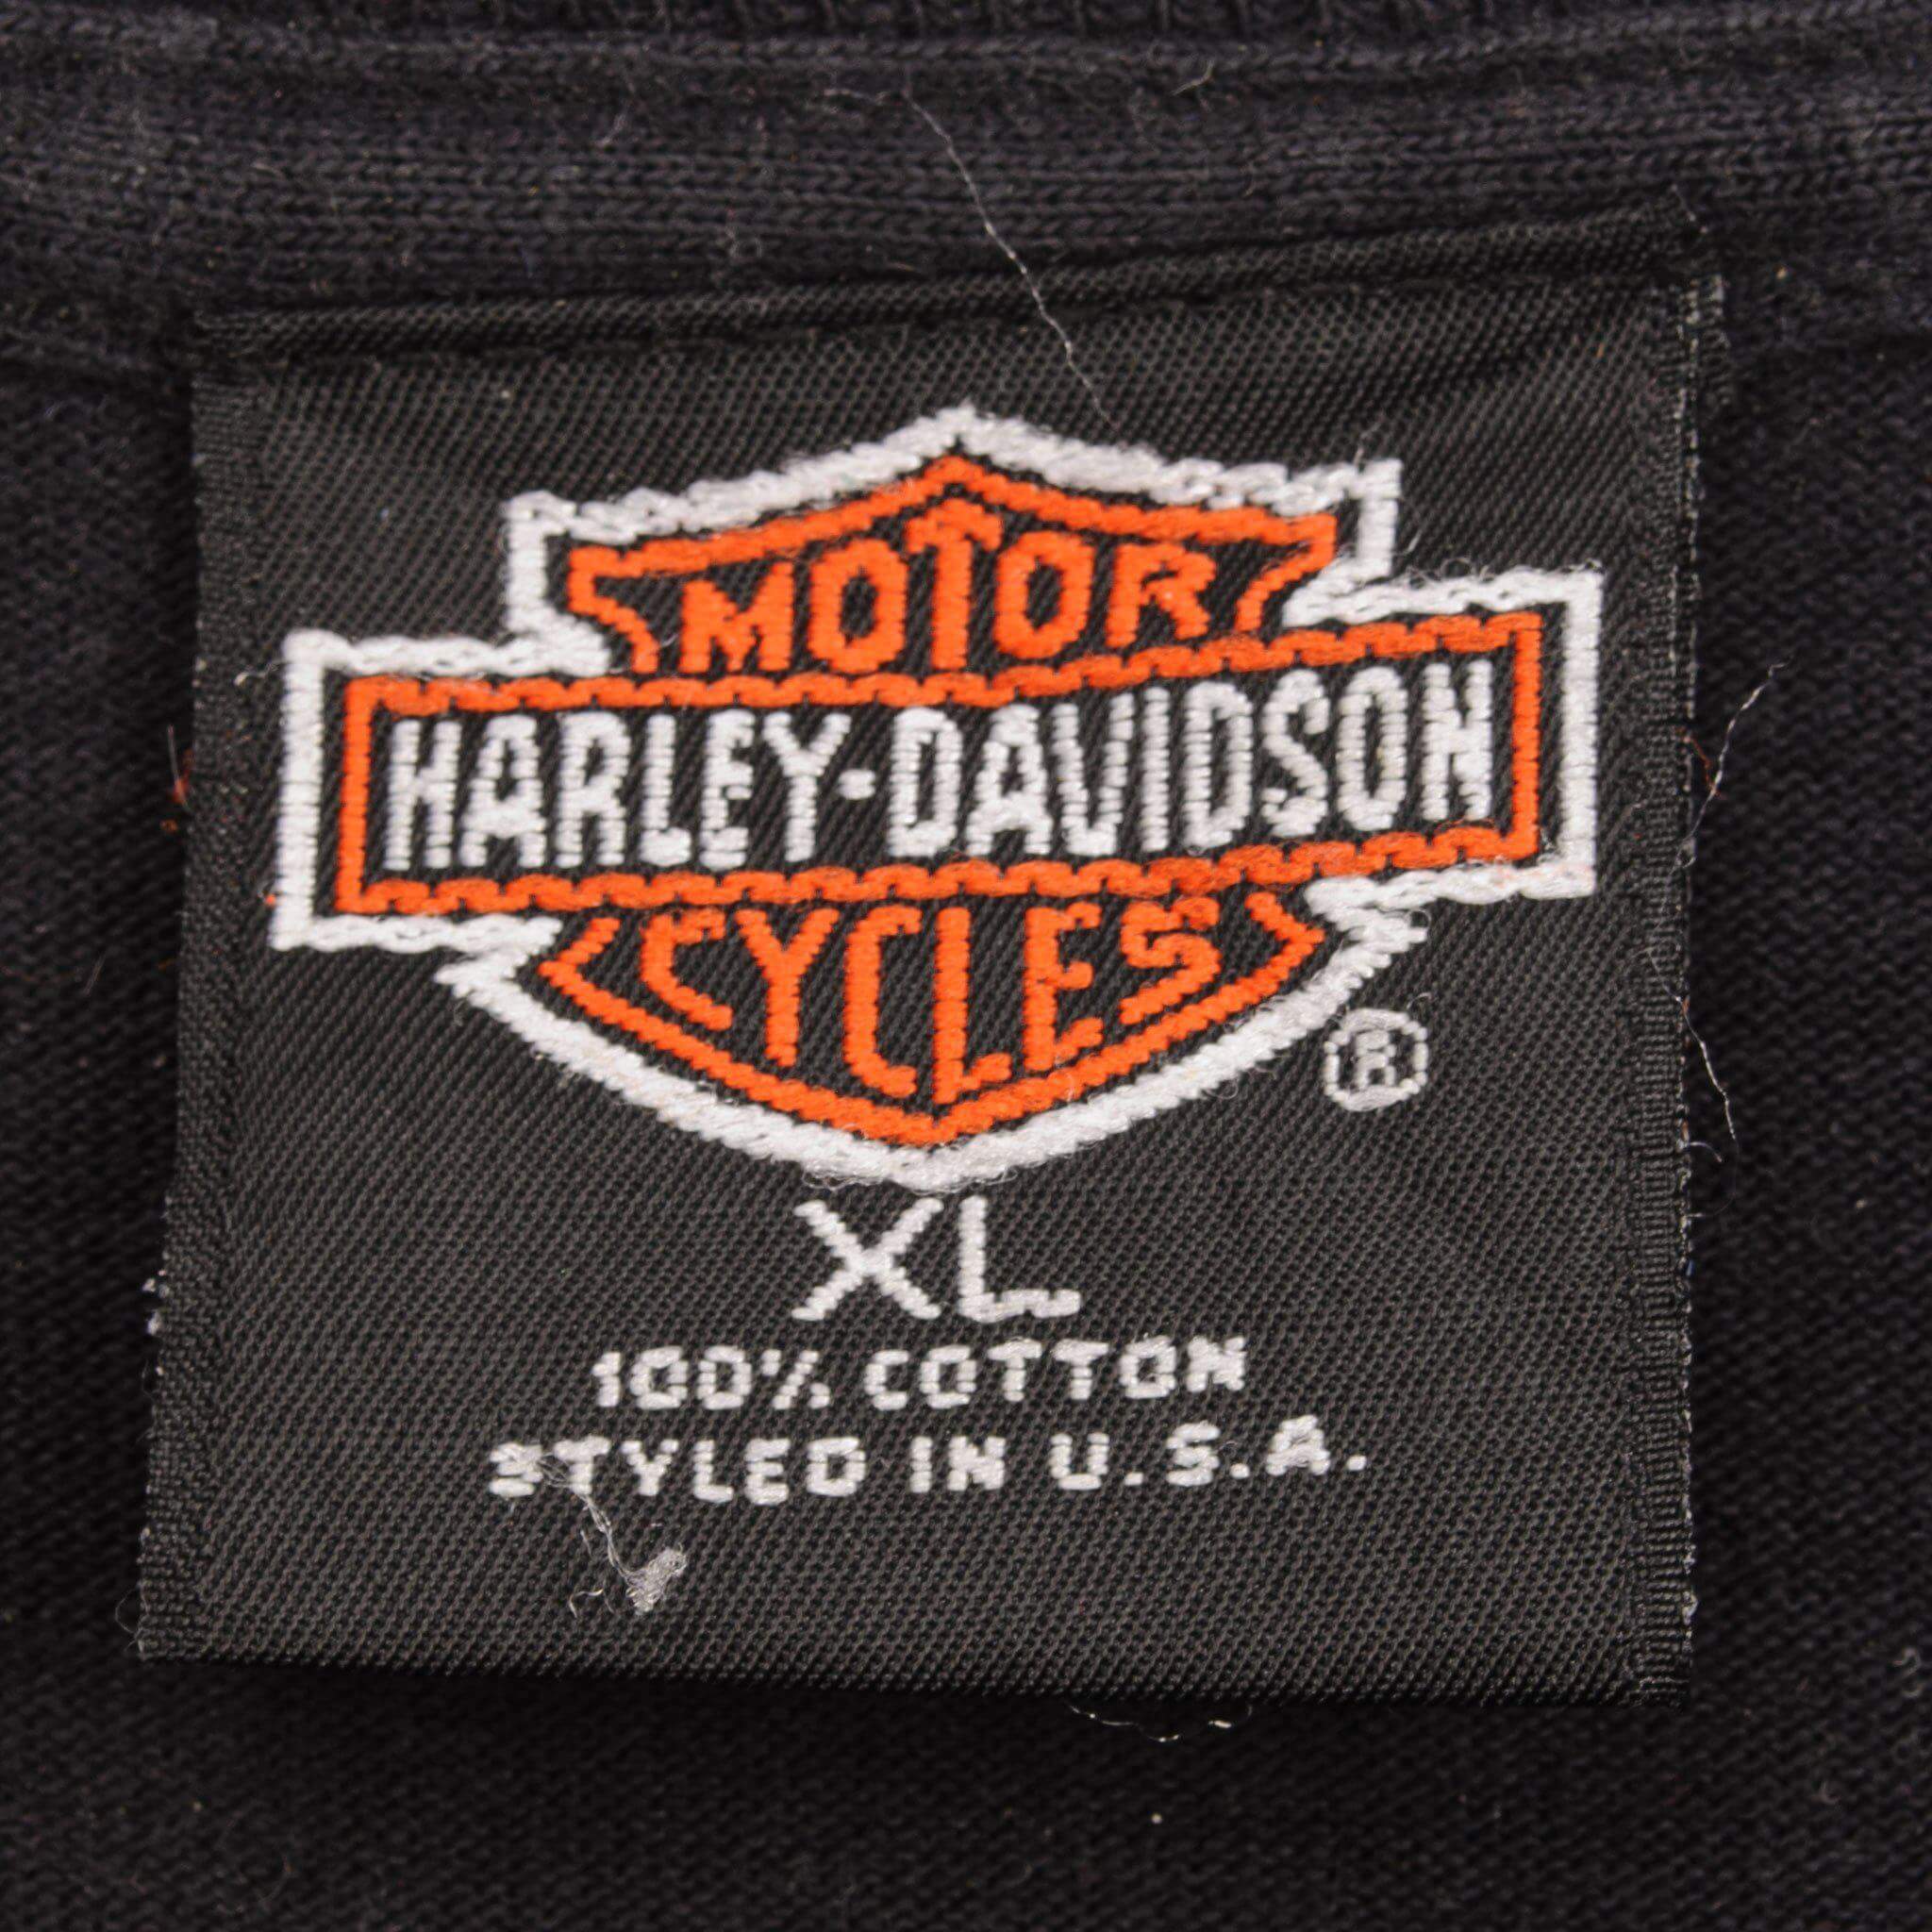 MOTOR
HARLEY-DAVIDSON
CYCLES
®
XL
100% COTTON
STYLED IN U.S.A.